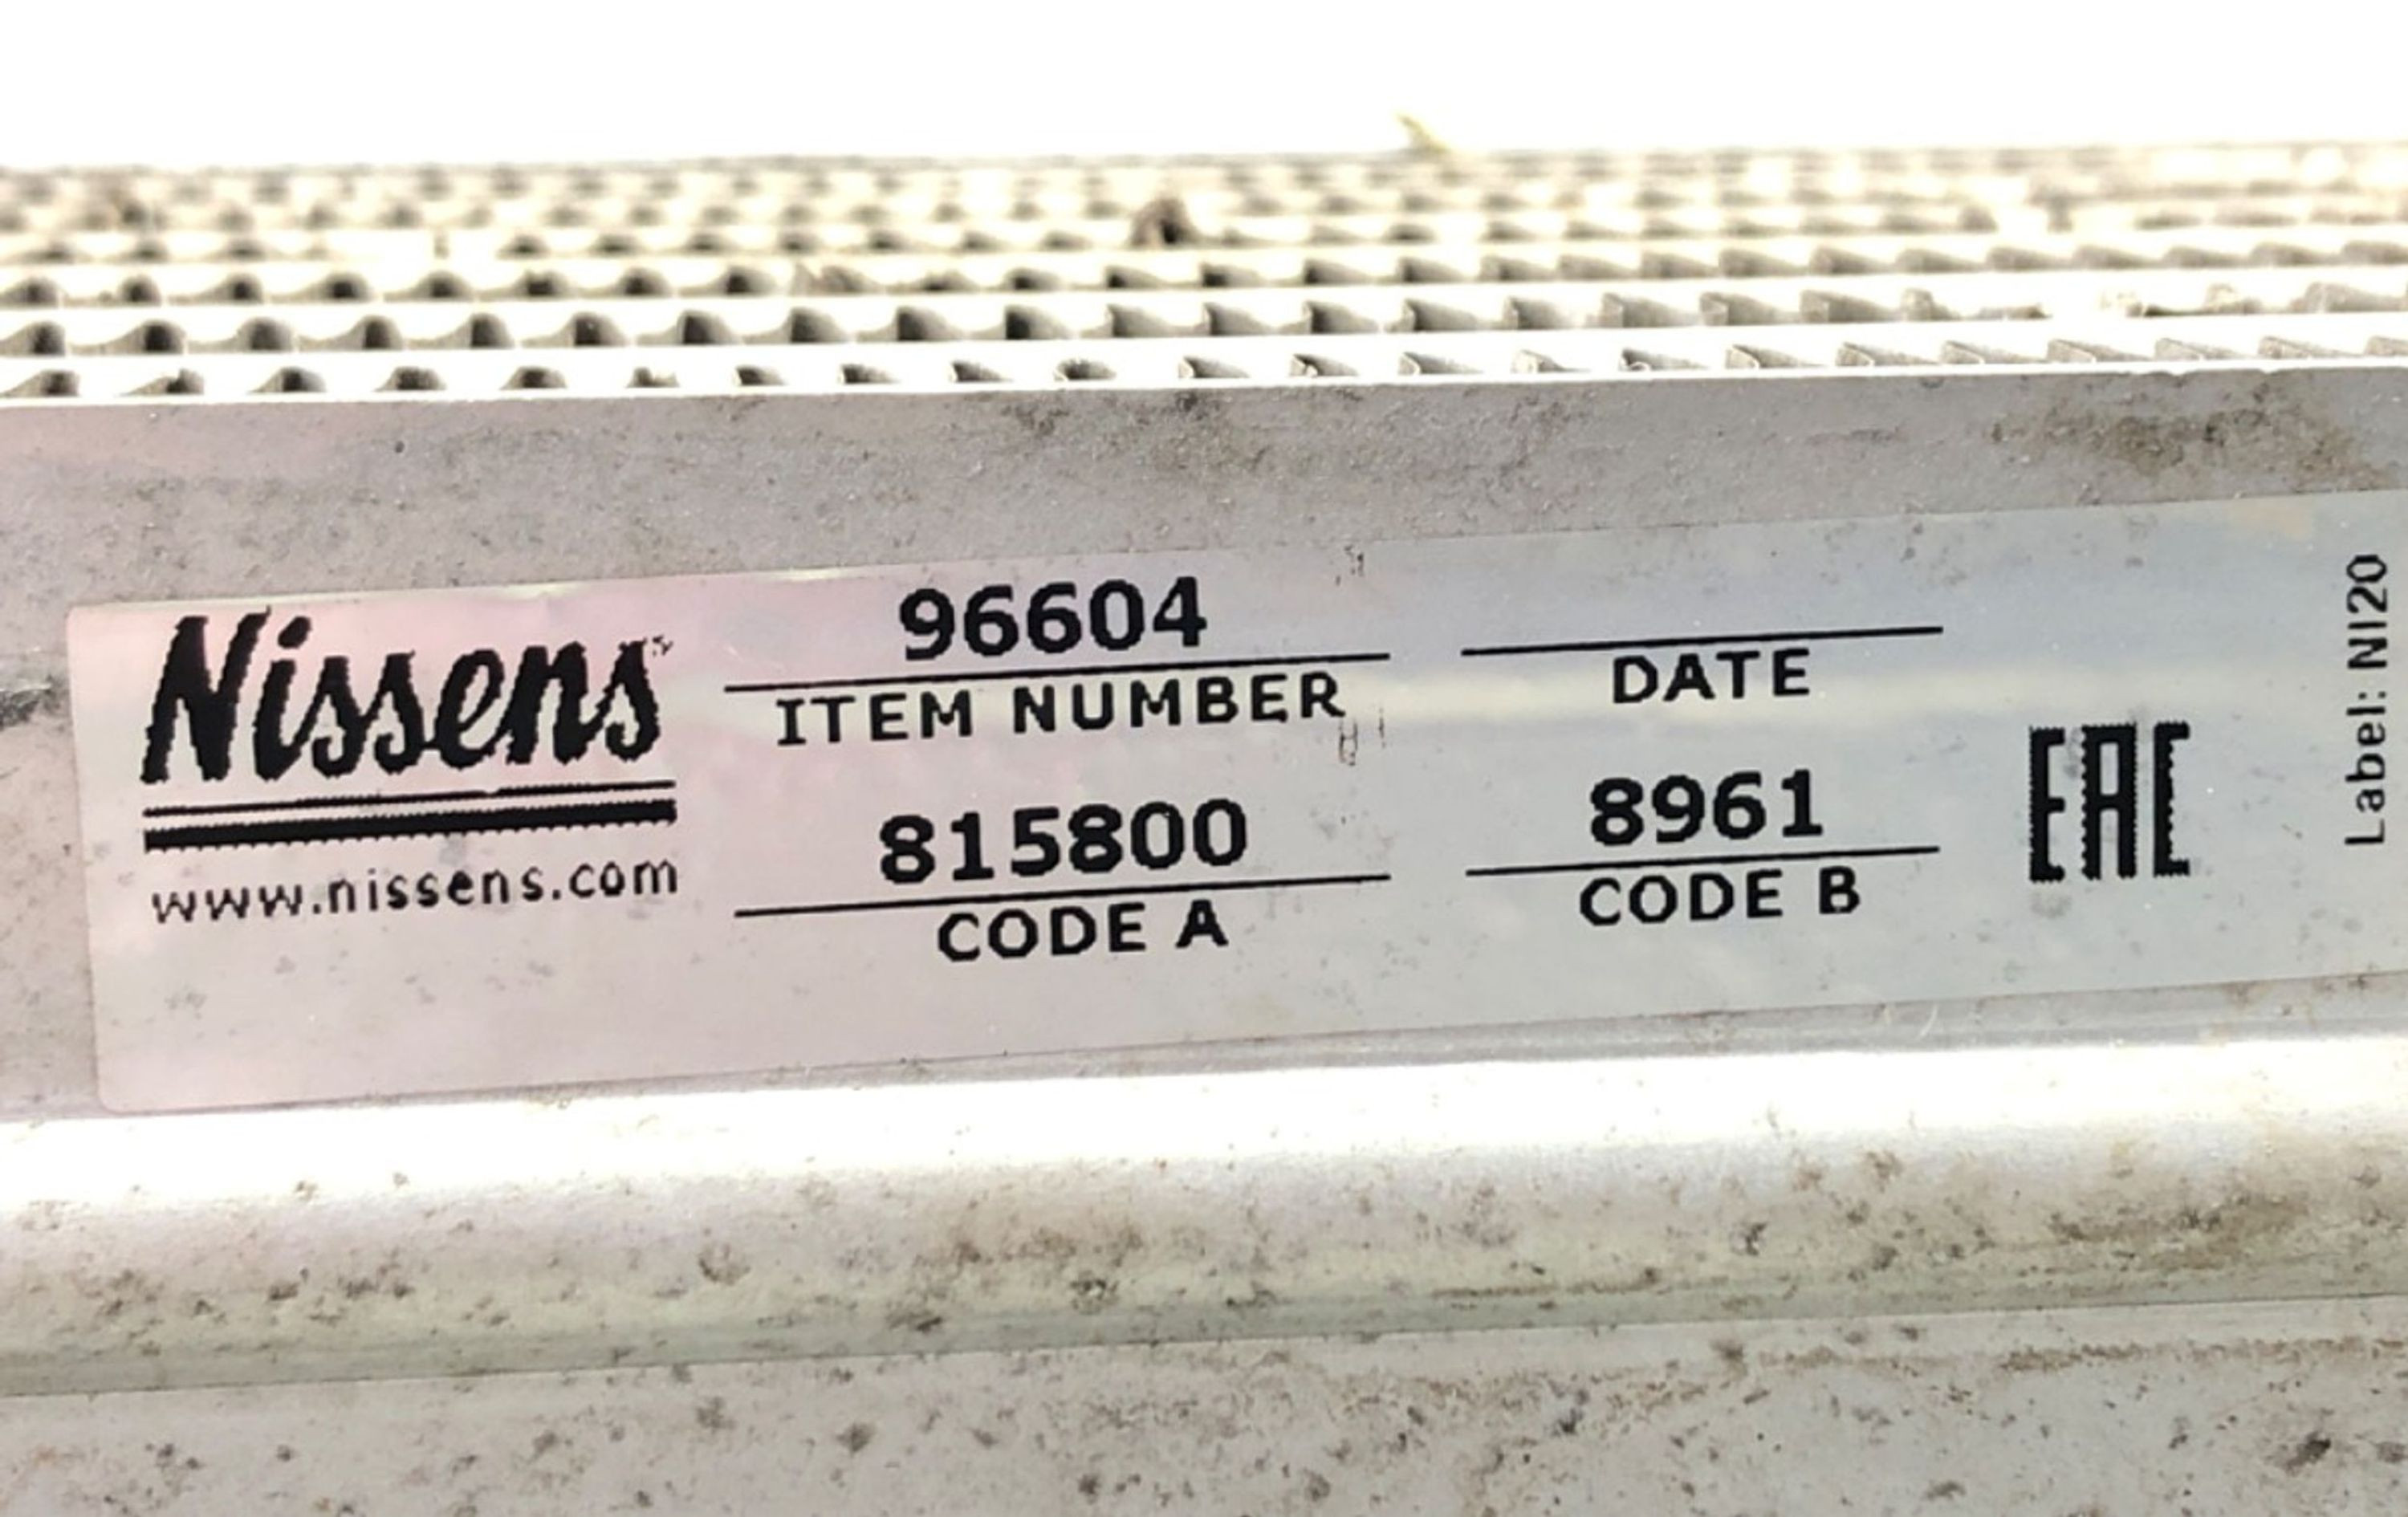 Nissens
www.nissens.com
96604
ITEM NUMBER
815800
CODE A
DATE
8961
CODE B
EAC
Label: NI20